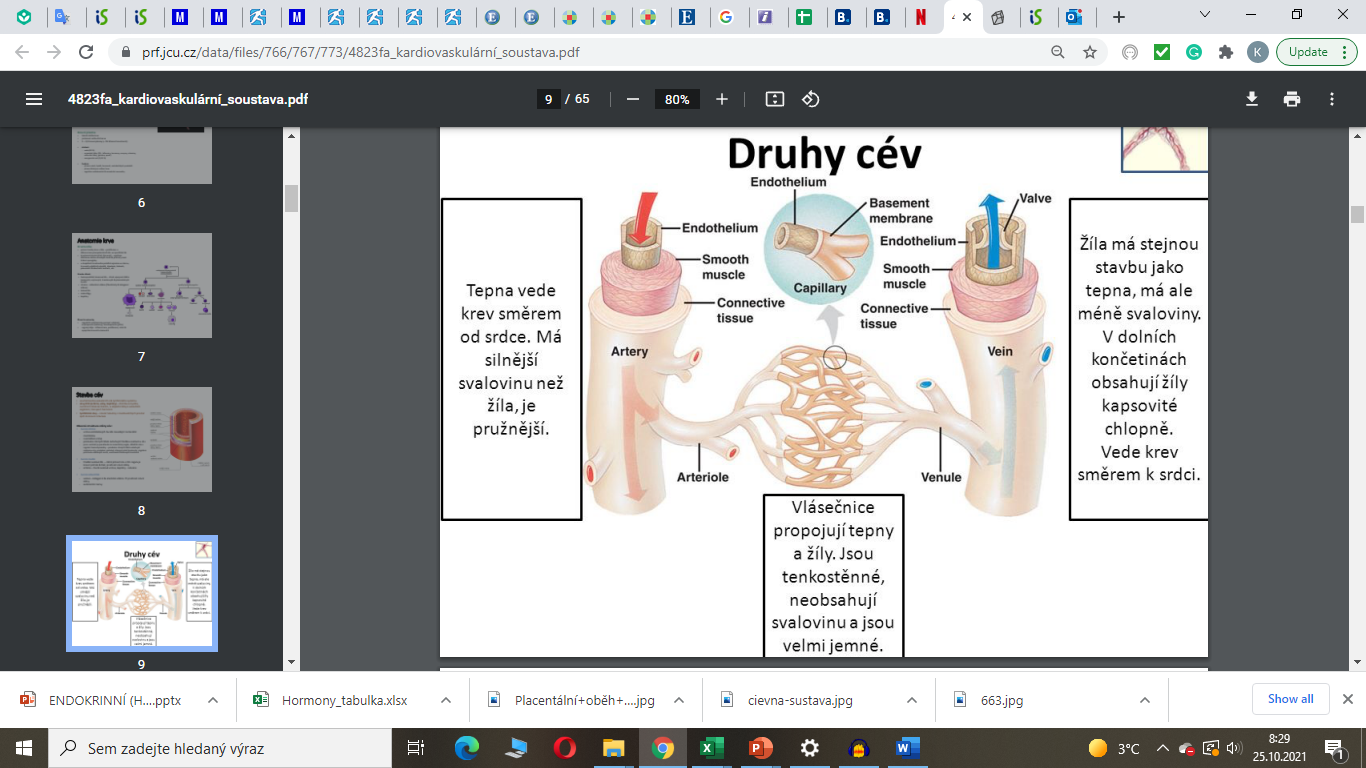 prf.jcu.cz/data/files/766/767/773/4823fa_kardiovaskulární_soustava.pdf
K
Update
4823fa_kardiovaskulární_soustava.pdf
9 / 65
80%
6
Anatomie krve
7
Stavba cév
8
Druhy cév
9
Druhy cév
Endothelium
Basement
membrane
Capillary
Endothelium
Smooth
muscle
Connective
tissue
Artery
Arteriole
Valve
Endothelium
Smooth
muscle
Connective
tissue
Vein
Venule
Tepna vede
krev směrem
od srdce. Má
silnější
svalovinu než
žíla, je
pružnější.
Vlásečnice
propojují tepny
a žíly. Jsou
tenkostěnné,
neobsahují
svalovinu a jsou
velmi jemné.
Žíla má stejnou
stavbu jako
tepna, má ale
méně svaloviny.
V dolních
končetinách
obsahují žíly
kapsovité
chlopně.
Vede krev
směrem k srdci.
ENDOKRINNÍ (H....pptx
Hormony_tabulka.xlsx
Placentální+oběh+....jpg
cievna-sustava.jpg
663.jpg
Show all
Sem zadejte hledaný výraz
3°C
8:29
25.10.2021
1